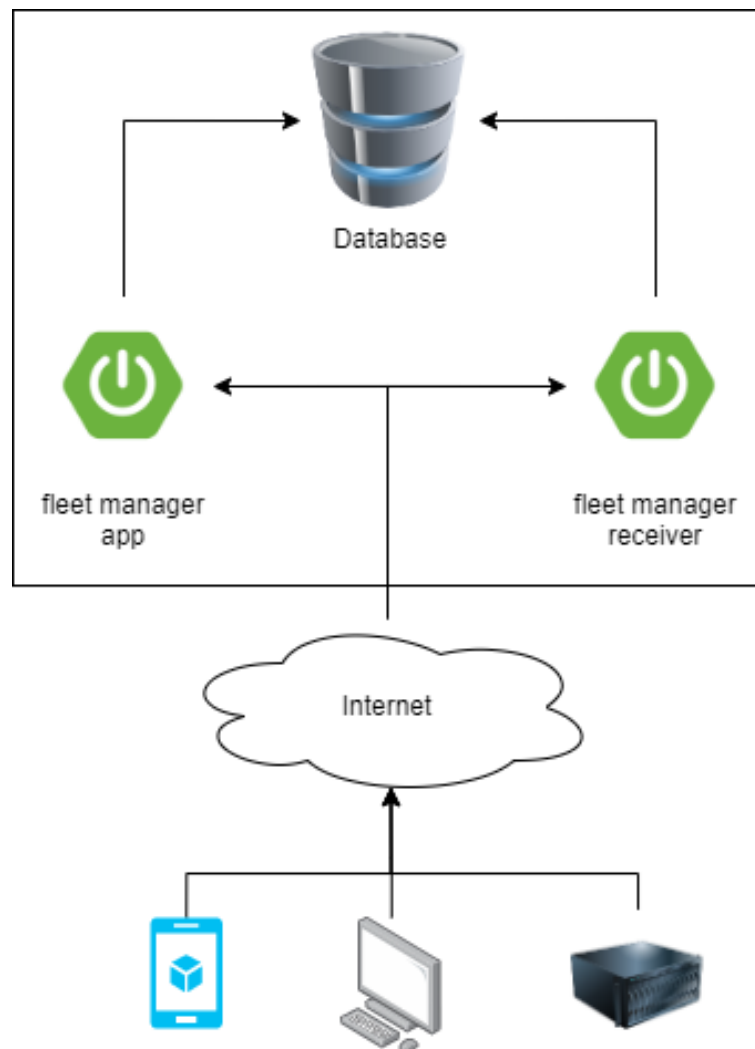 Database
fleet manager
app
fleet manager
receiver
Internet